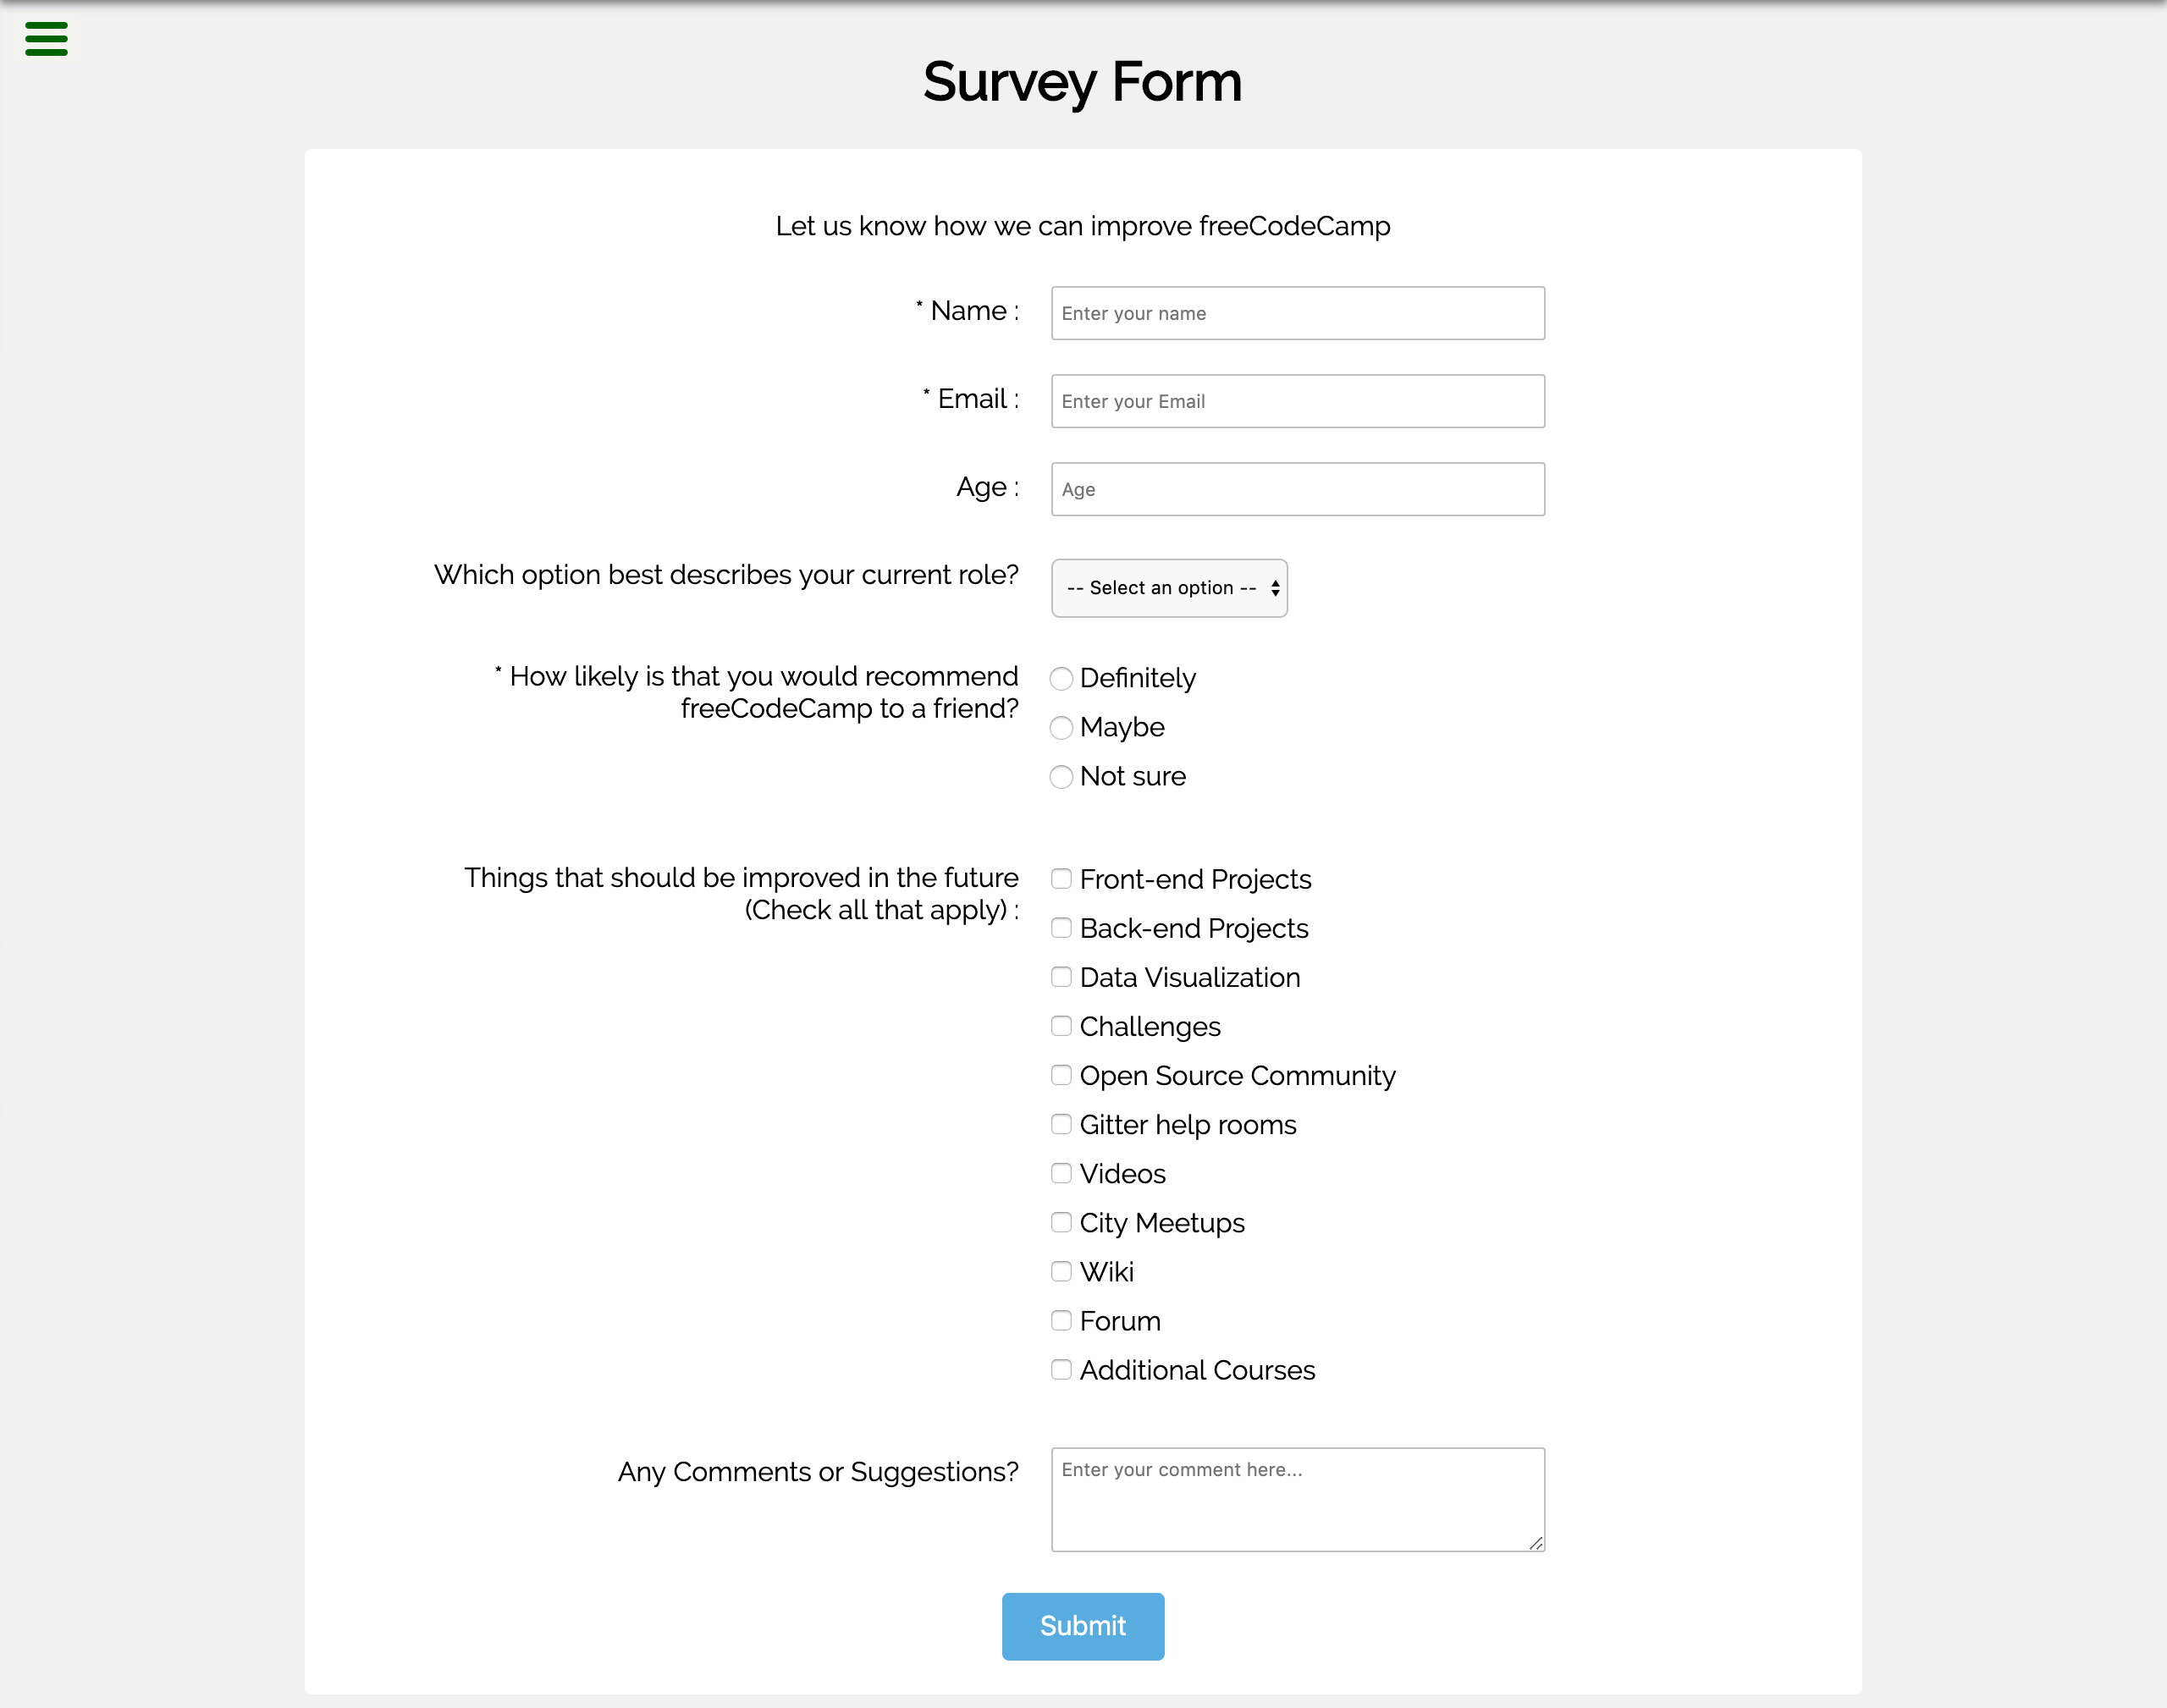 Survey Form
Let us know how we can improve freeCodeCamp
* Name :
Enter your name
* Email :
Enter your Email
Age :
Age
Which option best describes your current role?
-- Select an option --
* How likely is that you would recommend
freeCodeCamp to a friend?
Definitely
Maybe
Not sure
Things that should be improved in the future
(Check all that apply) :
Front-end Projects
Back-end Projects
Data Visualization
Challenges
Open Source Community
Gitter help rooms
Videos
City Meetups
Wiki
Forum
Additional Courses
Any Comments or Suggestions?
Enter your comment here...
Submit